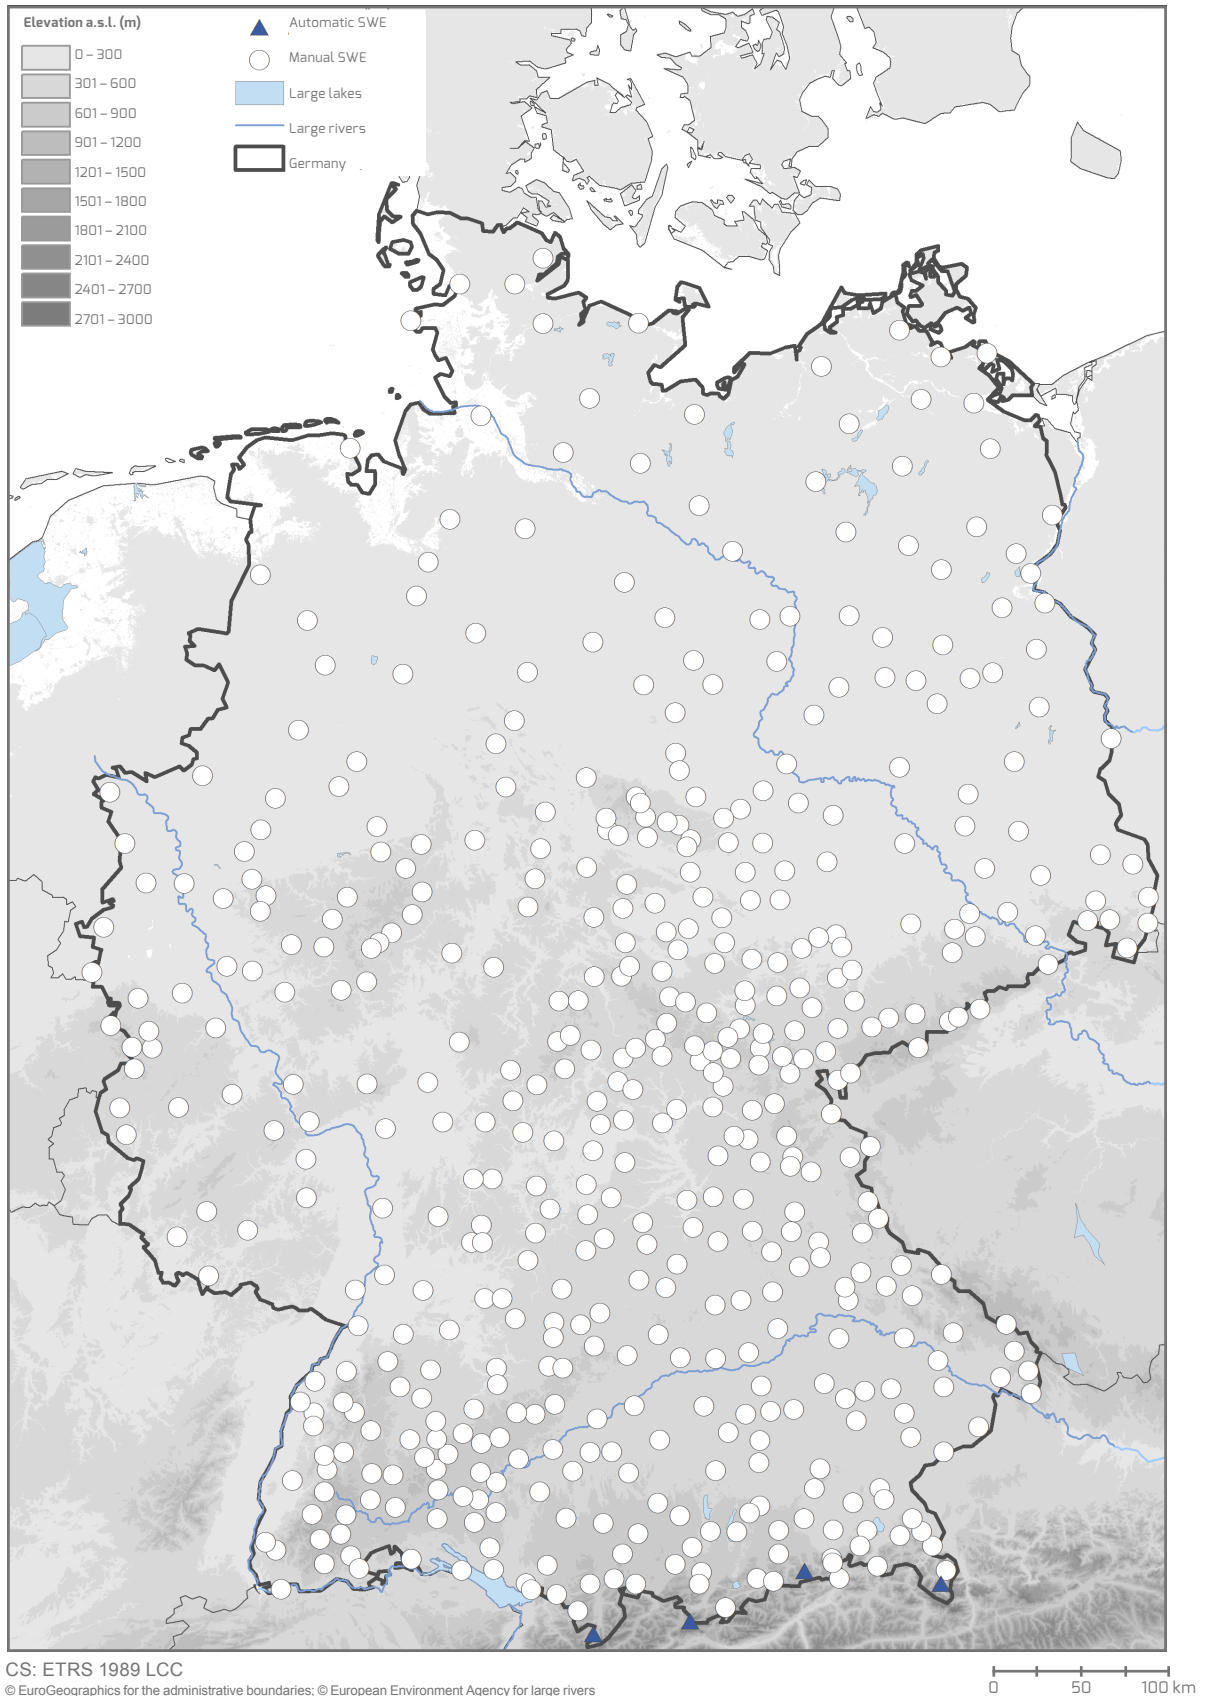 Elevation a.s.l. (m)
0 – 300
301 – 600
601 – 900
901 – 1200
1201 – 1500
1501 – 1800
1801 – 2100
2101 – 2400
2401 – 2700
2701 – 3000
Automatic SWE
Manual SWE
Large lakes
Large rivers
Germany
CS: ETRS 1989 LCC
© EuroGeographics for the administrative boundaries; © European Environment Agency for large rivers
0 50 100 km